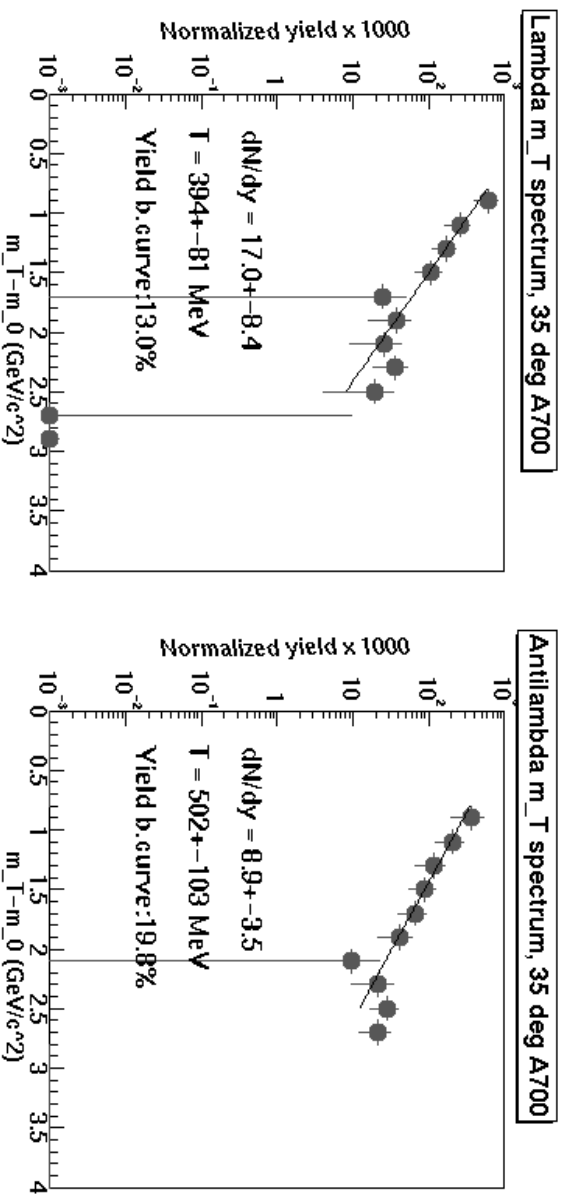 Lambda m_T spectrum, 35 deg A700
Normalized yield x 1000
10³
10²
10
1
10⁻¹
10⁻²
10⁻³
dN/dy = 17.0+-8.4
T = 394+-81 MeV
Yield b.curve:13.0%
0 0.5 1 1.5 2 2.5 3 3.5 4
m_T-m_0 (GeV/c^2)
Antilambda m_T spectrum, 35 deg A700
Normalized yield x 1000
10³
10²
10
1
10⁻¹
10⁻²
10⁻³
dN/dy = 8.9+-3.5
T = 502+-103 MeV
Yield b.curve:19.8%
0 0.5 1 1.5 2 2.5 3 3.5 4
m_T-m_0 (GeV/c^2)